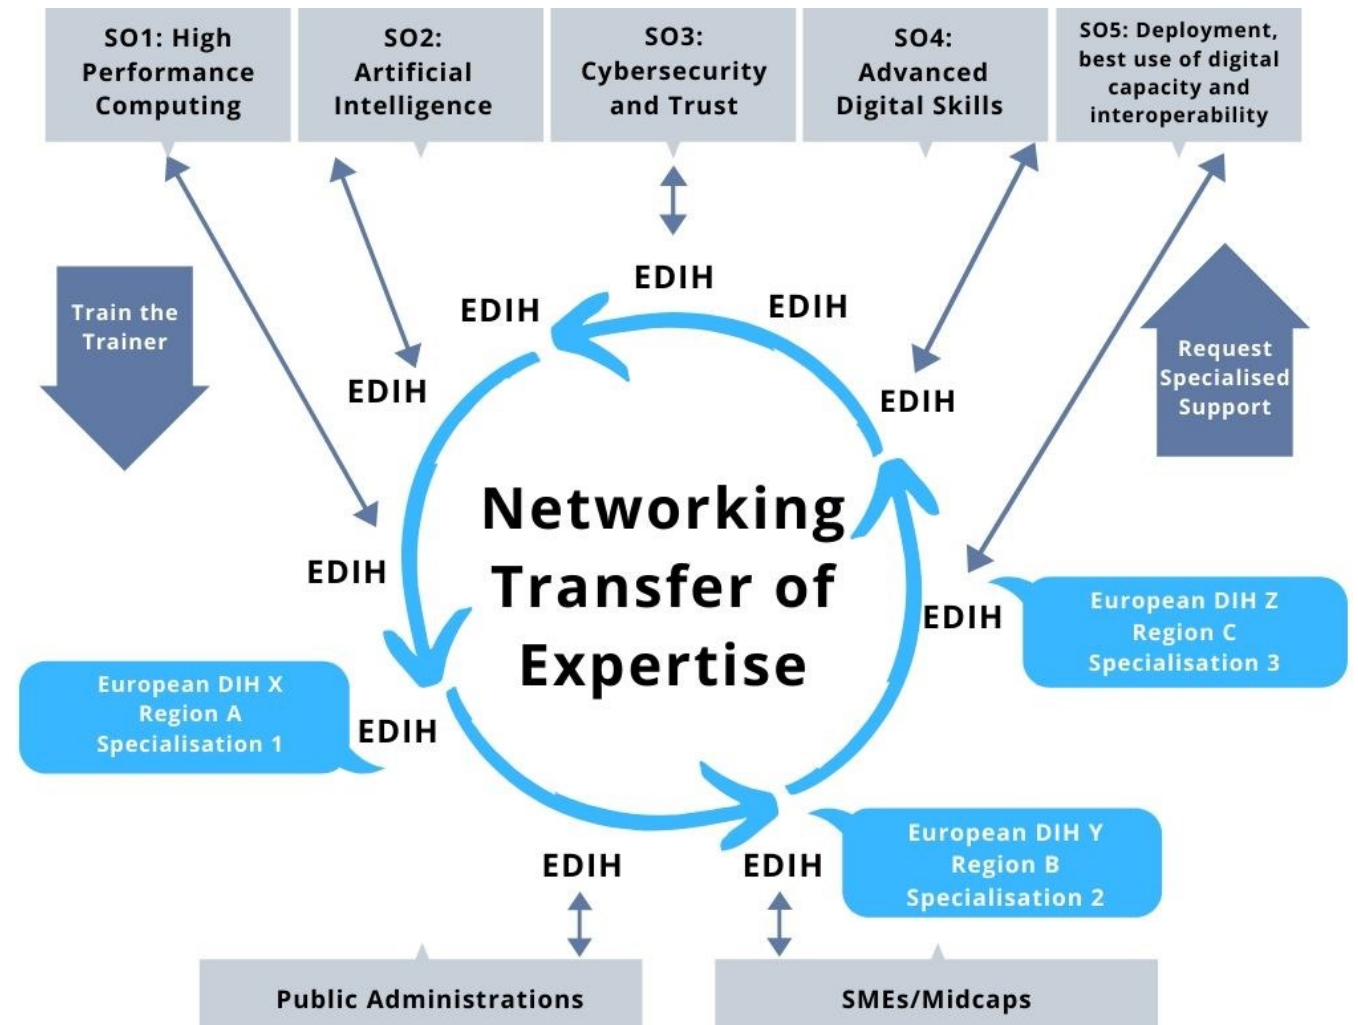 SO1: High
Performance
Computing
SO2:
Artificial
Intelligence
SO3:
Cybersecurity
and Trust
SO4:
Advanced
Digital Skills
SO5: Deployment,
best use of digital
capacity and
interoperability
Train the
Trainer
Request
Specialised
Support
EDIH
EDIH
EDIH
EDIH
EDIH
EDIH
EDIH
EDIH
EDIH
EDIH
Networking
Transfer of
Expertise
European DIH X
Region A
Specialisation 1
European DIH Z
Region C
Specialisation 3
European DIH Y
Region B
Specialisation 2
Public Administrations
SMEs/Midcaps